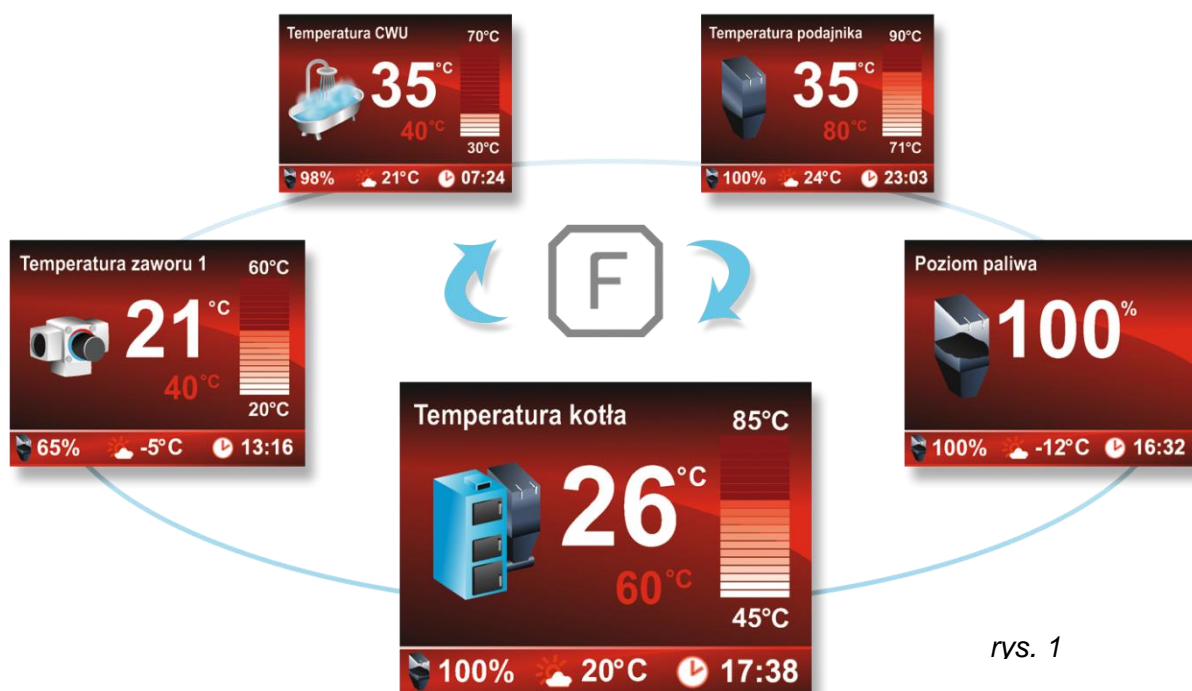 Temperatura CWU 70°C
35°C
40°C
30°C
98% 21°C 07:24
Temperatura podajnika 90°C
35°C
80°C
71°C
100% 24°C 23:03
Temperatura zaworu 1 60°C
21°C
40°C
20°C
65% -5°C 13:16
F
Poziom paliwa
100%
100% -12°C 16:32
Temperatura kotła 85°C
26°C
60°C
45°C
100% 20°C 17:38
rys. 1